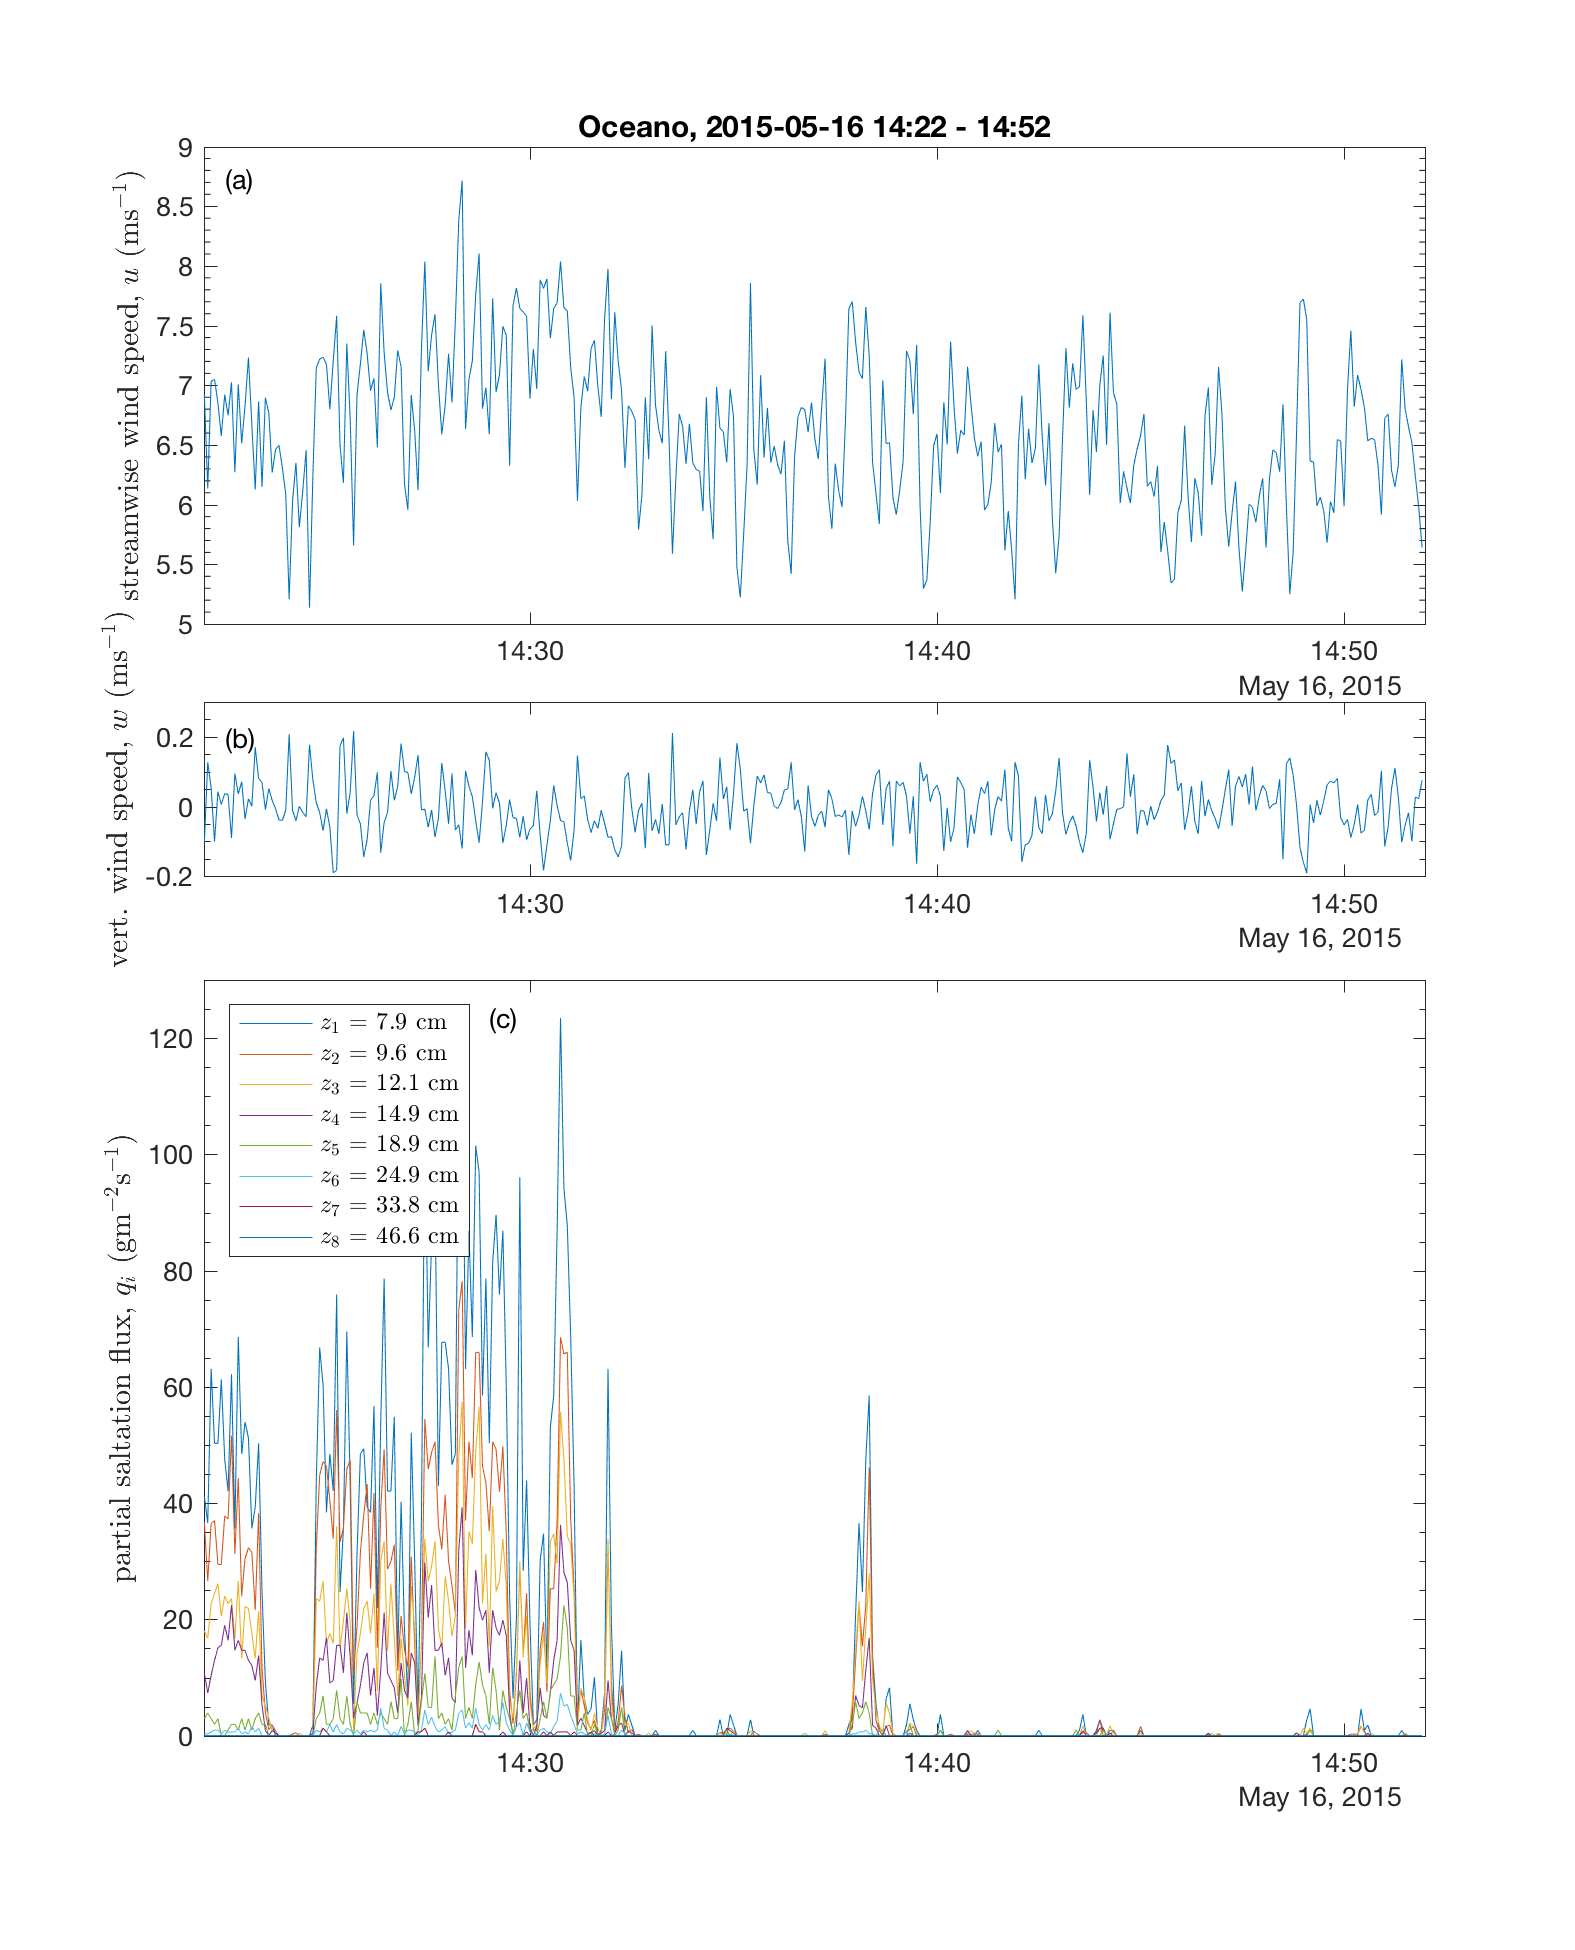 Oceano, 2015-05-16 14:22 - 14:52
(a)
streamwise wind speed, u (ms⁻¹)
9
8.5
8
7.5
7
6.5
6
5.5
5
14:30 14:40 14:50
May 16, 2015
(b)
vert. wind speed, w (ms⁻¹)
0.2
0
-0.2
14:30 14:40 14:50
May 16, 2015
(c)
partial saltation flux, qᵢ (gm⁻²s⁻¹)
z₁ = 7.9 cm
z₂ = 9.6 cm
z₃ = 12.1 cm
z₄ = 14.9 cm
z₅ = 18.9 cm
z₆ = 24.9 cm
z₇ = 33.8 cm
z₈ = 46.6 cm
120
100
80
60
40
20
0
14:30 14:40 14:50
May 16, 2015